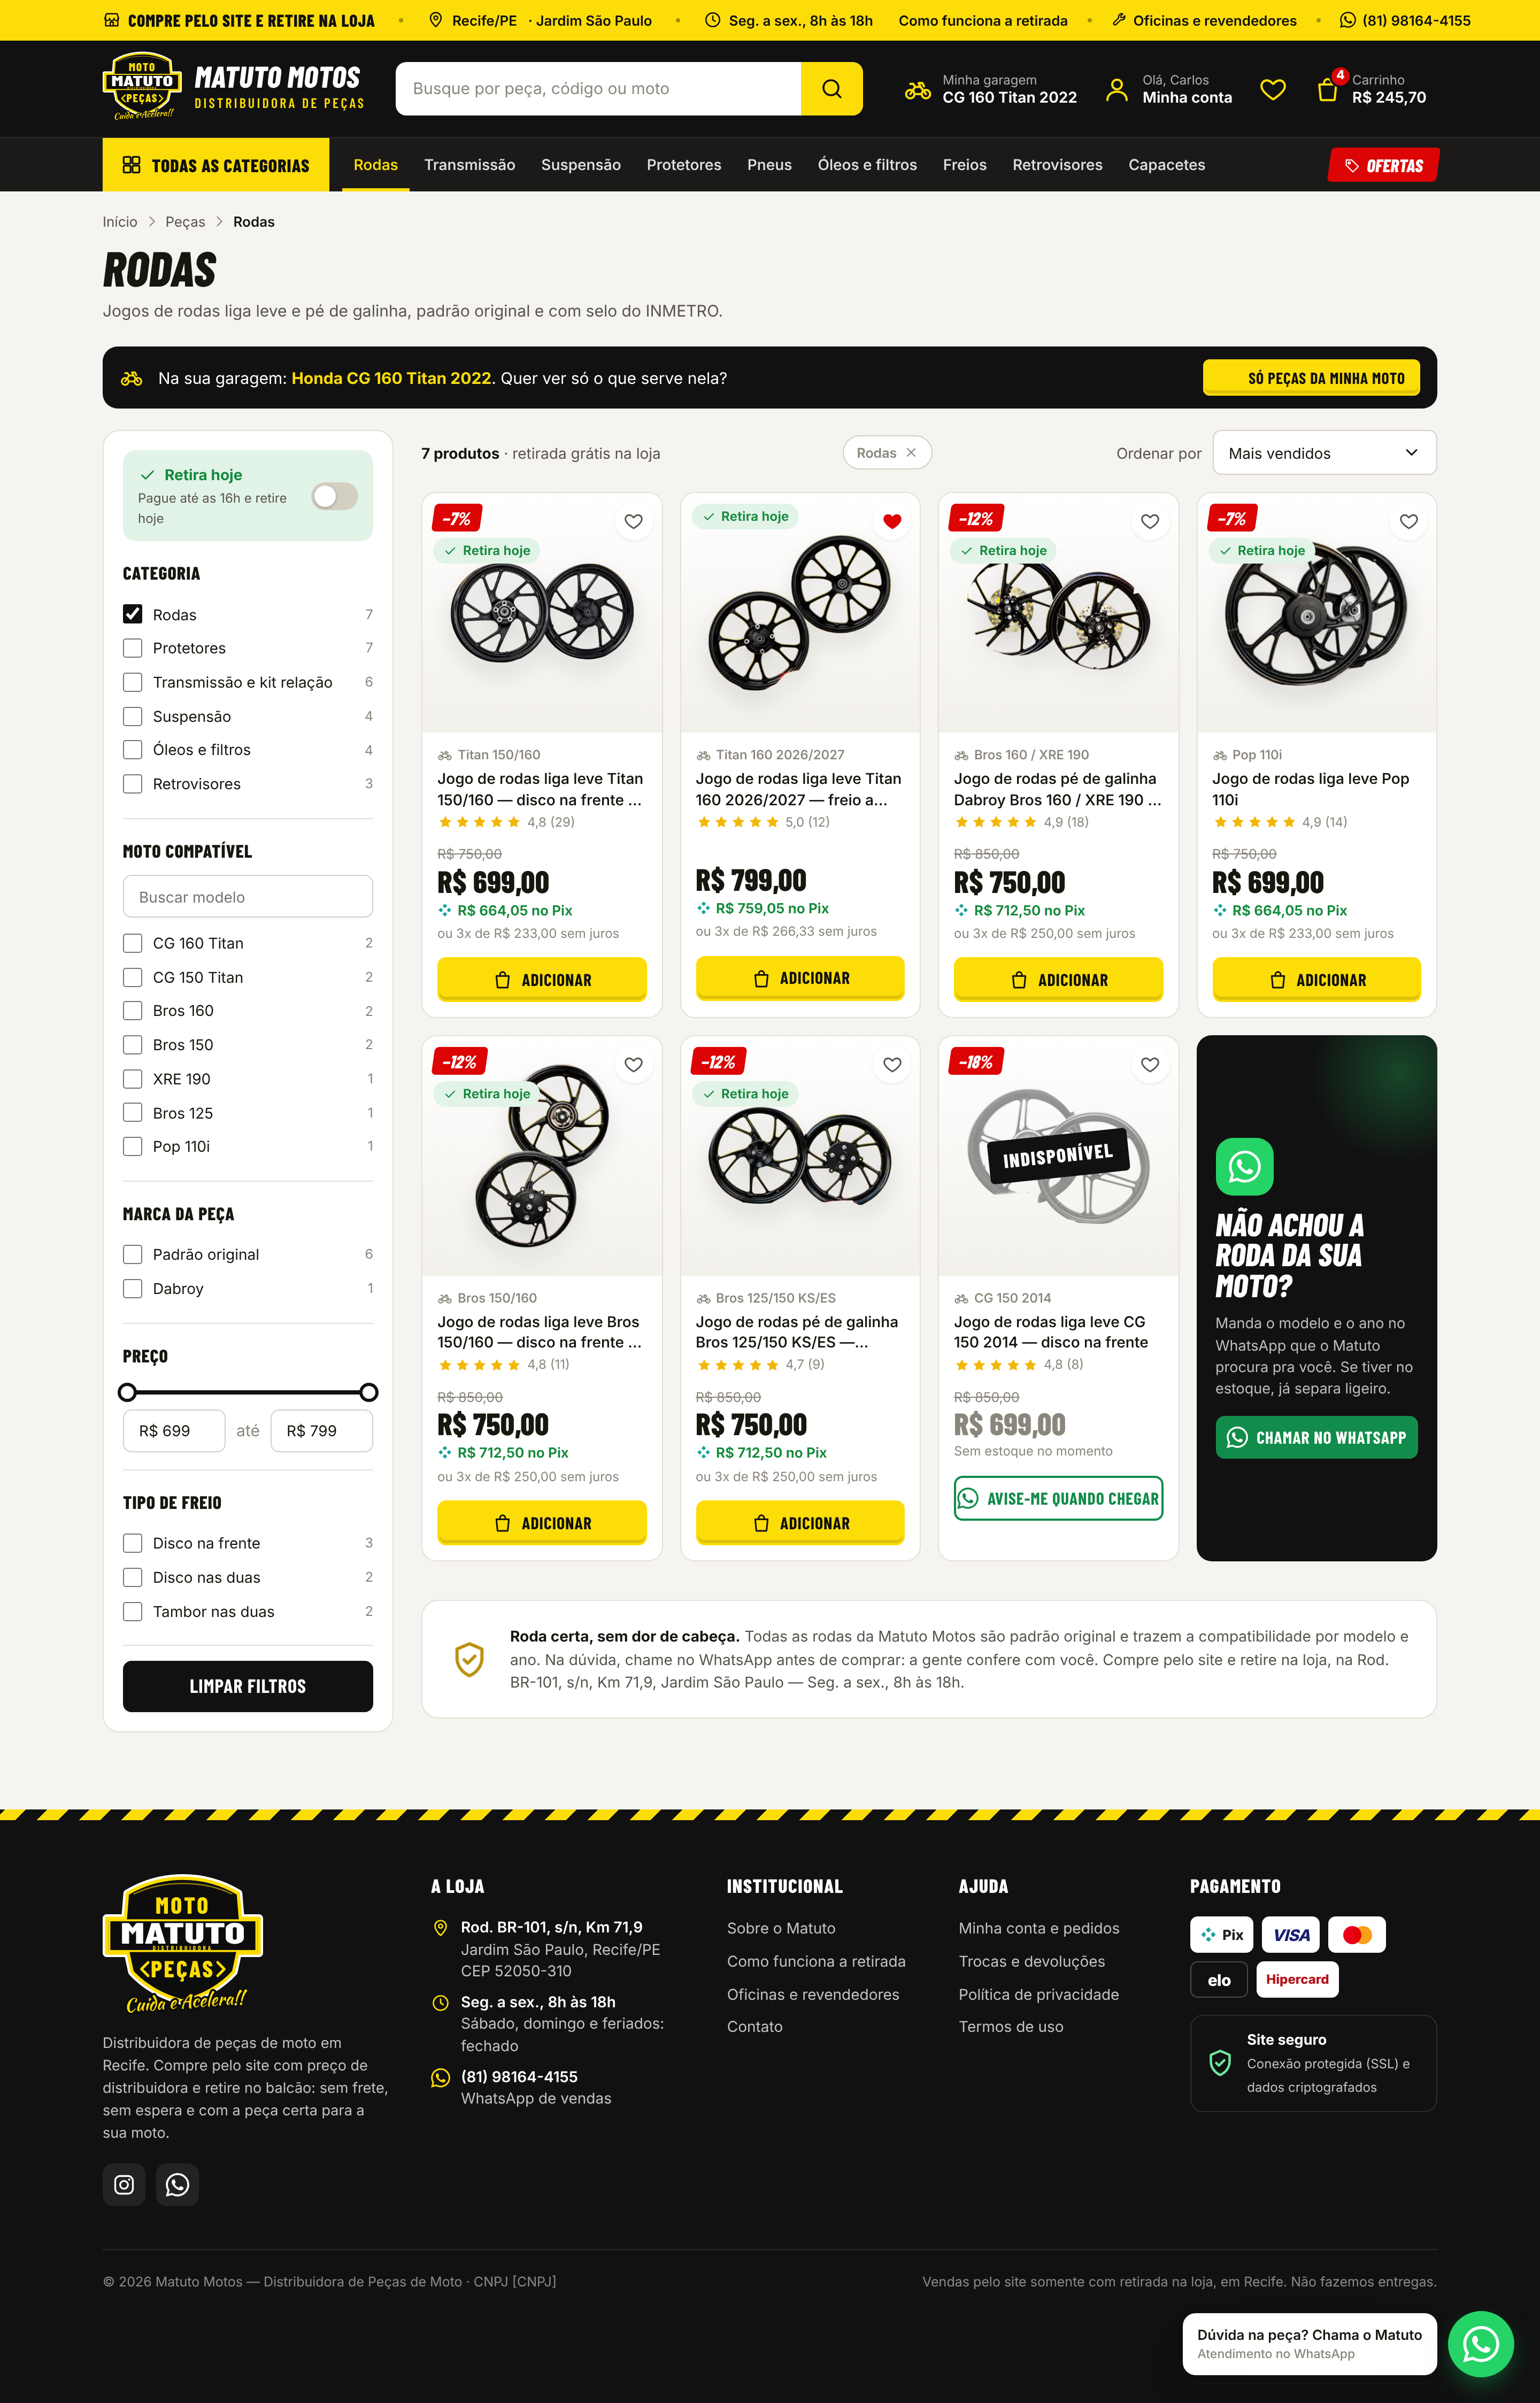 COMPRE PELO SITE E RETIRE NA LOJA • Recife/PE · Jardim São Paulo • Seg. a sex., 8h às 18h Como funciona a retirada • Oficinas e revendedores • (81) 98164-4155
MOTO
MATUTO
DISTRIBUIDORA
PEÇAS
Cuida e Acelera!!
MATUTO MOTOS
DISTRIBUIDORA DE PEÇAS
Busque por peça, código ou moto
Minha garagem
CG 160 Titan 2022
Olá, Carlos
Minha conta
4
Carrinho
R$ 245,70
TODAS AS CATEGORIAS Rodas Transmissão Suspensão Protetores Pneus Óleos e filtros Freios Retrovisores Capacetes OFERTAS
Início > Peças > Rodas
RODAS
Jogos de rodas liga leve e pé de galinha, padrão original e com selo do INMETRO.
Na sua garagem: Honda CG 160 Titan 2022. Quer ver só o que serve nela?
SÓ PEÇAS DA MINHA MOTO
Retira hoje
Pague até as 16h e retire
hoje
CATEGORIA
Rodas 7
Protetores 7
Transmissão e kit relação 6
Suspensão 4
Óleos e filtros 4
Retrovisores 3
MOTO COMPATÍVEL
Buscar modelo
CG 160 Titan 2
CG 150 Titan 2
Bros 160 2
Bros 150 2
XRE 190 1
Bros 125 1
Pop 110i 1
MARCA DA PEÇA
Padrão original 6
Dabroy 1
PREÇO
R$ 699 até R$ 799
TIPO DE FREIO
Disco na frente 3
Disco nas duas 2
Tambor nas duas 2
LIMPAR FILTROS
7 produtos · retirada grátis na loja
Rodas
Ordenar por Mais vendidos
-7%
Retira hoje
Titan 150/160
Jogo de rodas liga leve Titan
150/160 — disco na frente ...
4,8 (29)
R$ 750,00
R$ 699,00
R$ 664,05 no Pix
ou 3x de R$ 233,00 sem juros
ADICIONAR
Retira hoje
Titan 160 2026/2027
Jogo de rodas liga leve Titan
160 2026/2027 — freio a...
5,0 (12)
R$ 799,00
R$ 759,05 no Pix
ou 3x de R$ 266,33 sem juros
ADICIONAR
-12%
Retira hoje
Bros 160 / XRE 190
Jogo de rodas pé de galinha
Dabroy Bros 160 / XRE 190 ...
4,9 (18)
R$ 850,00
R$ 750,00
R$ 712,50 no Pix
ou 3x de R$ 250,00 sem juros
ADICIONAR
-7%
Retira hoje
Pop 110i
Jogo de rodas liga leve Pop
110i
4,9 (14)
R$ 750,00
R$ 699,00
R$ 664,05 no Pix
ou 3x de R$ 233,00 sem juros
ADICIONAR
-12%
Retira hoje
Bros 150/160
Jogo de rodas liga leve Bros
150/160 — disco na frente ...
4,8 (11)
R$ 850,00
R$ 750,00
R$ 712,50 no Pix
ou 3x de R$ 250,00 sem juros
ADICIONAR
-12%
Retira hoje
Bros 125/150 KS/ES
Jogo de rodas pé de galinha
Bros 125/150 KS/ES —...
4,7 (9)
R$ 850,00
R$ 750,00
R$ 712,50 no Pix
ou 3x de R$ 250,00 sem juros
ADICIONAR
-18%
INDISPONÍVEL
CG 150 2014
Jogo de rodas liga leve CG
150 2014 — disco na frente
4,8 (8)
R$ 850,00
R$ 699,00
Sem estoque no momento
AVISE-ME QUANDO CHEGAR
NÃO ACHOU A
RODA DA SUA
MOTO?
Manda o modelo e o ano no
WhatsApp que o Matuto
procura pra você. Se tiver no
estoque, já separa ligeiro.
CHAMAR NO WHATSAPP
Roda certa, sem dor de cabeça. Todas as rodas da Matuto Motos são padrão original e trazem a compatibilidade por modelo e
ano. Na dúvida, chame no WhatsApp antes de comprar: a gente confere com você. Compre pelo site e retire na loja, na Rod.
BR-101, s/n, Km 71,9, Jardim São Paulo — Seg. a sex., 8h às 18h.
MOTO
MATUTO
DISTRIBUIDORA
PEÇAS
Cuida e Acelera!!
Distribuidora de peças de moto em
Recife. Compre pelo site com preço de
distribuidora e retire no balcão: sem frete,
sem espera e com a peça certa para a
sua moto.
A LOJA
Rod. BR-101, s/n, Km 71,9
Jardim São Paulo, Recife/PE
CEP 52050-310
Seg. a sex., 8h às 18h
Sábado, domingo e feriados:
fechado
(81) 98164-4155
WhatsApp de vendas
INSTITUCIONAL
Sobre o Matuto
Como funciona a retirada
Oficinas e revendedores
Contato
AJUDA
Minha conta e pedidos
Trocas e devoluções
Política de privacidade
Termos de uso
PAGAMENTO
Pix VISA
elo Hipercard
Site seguro
Conexão protegida (SSL) e
dados criptografados
© 2026 Matuto Motos — Distribuidora de Peças de Moto · CNPJ [CNPJ]
Vendas pelo site somente com retirada na loja, em Recife. Não fazemos entregas.
Dúvida na peça? Chama o Matuto
Atendimento no WhatsApp